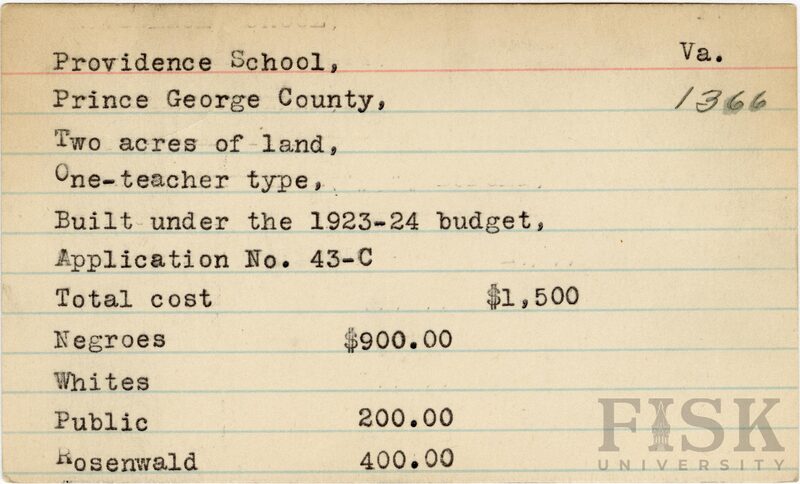 Providence School, Va.
Prince George County, 1366
Two acres of land,
One-teacher type,
Built under the 1923-24 budget,
Application No. 43-C
Total cost $1,500
Negroes $900.00
Whites
Public 200.00
Rosenwald 400.00
FISK
UNIVERSITY